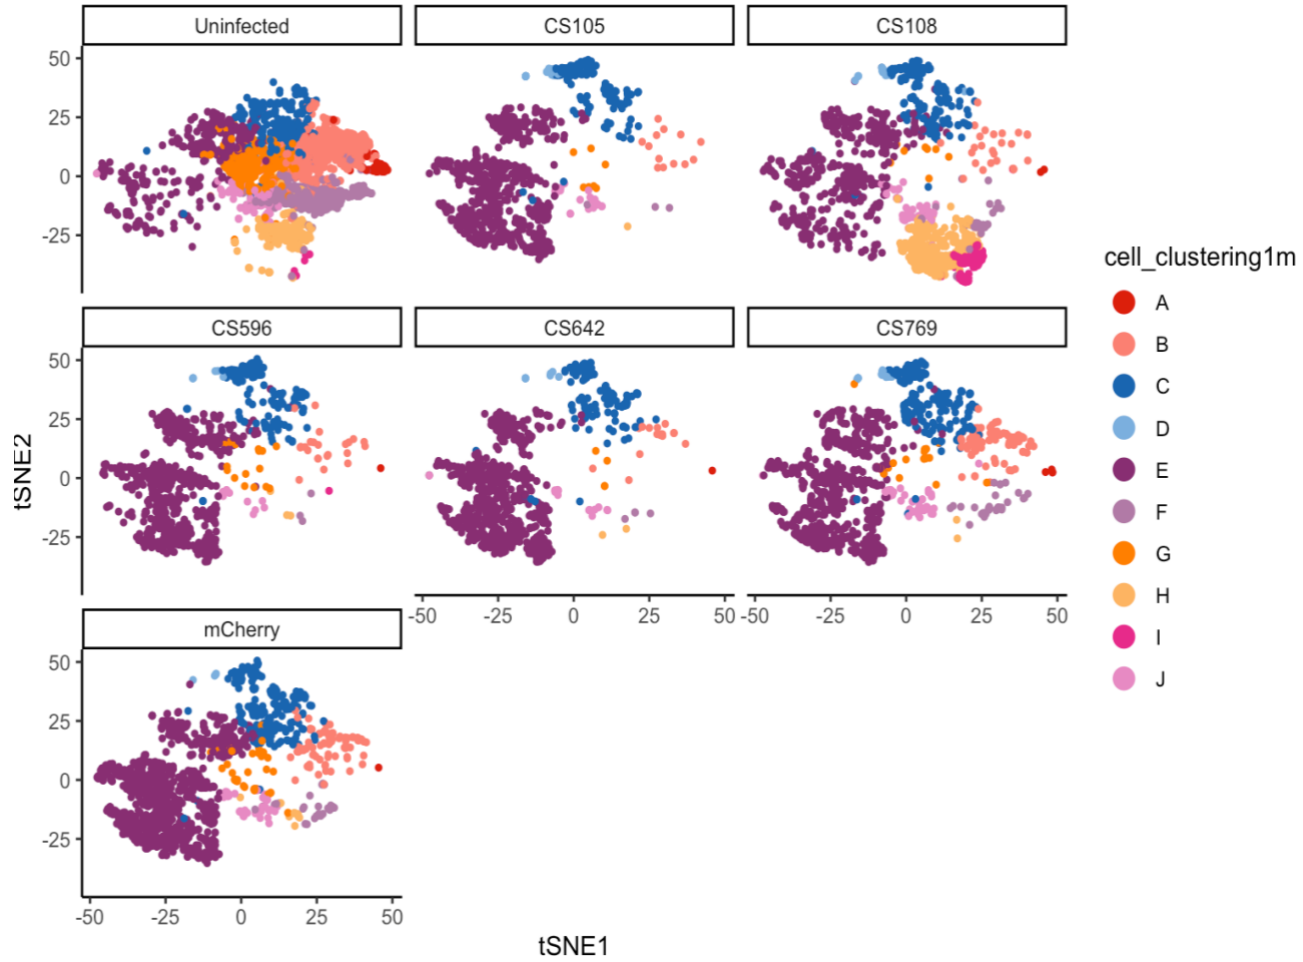 Uninfected CS105 CS108
50
25
0
-25
CS596 CS642 CS769
50
25
0
-25
-50 -25 0 25 50 -50 -25 0 25 50
mCherry
50
25
0
-25
-50 -25 0 25 50
tSNE1
tSNE2
cell_clustering1m
A
B
C
D
E
F
G
H
I
J